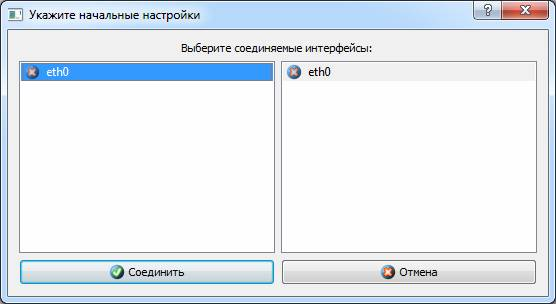 Укажите начальные настройки
Выберите соединяемые интерфейсы:
eth0
eth0
Соединить
Отмена